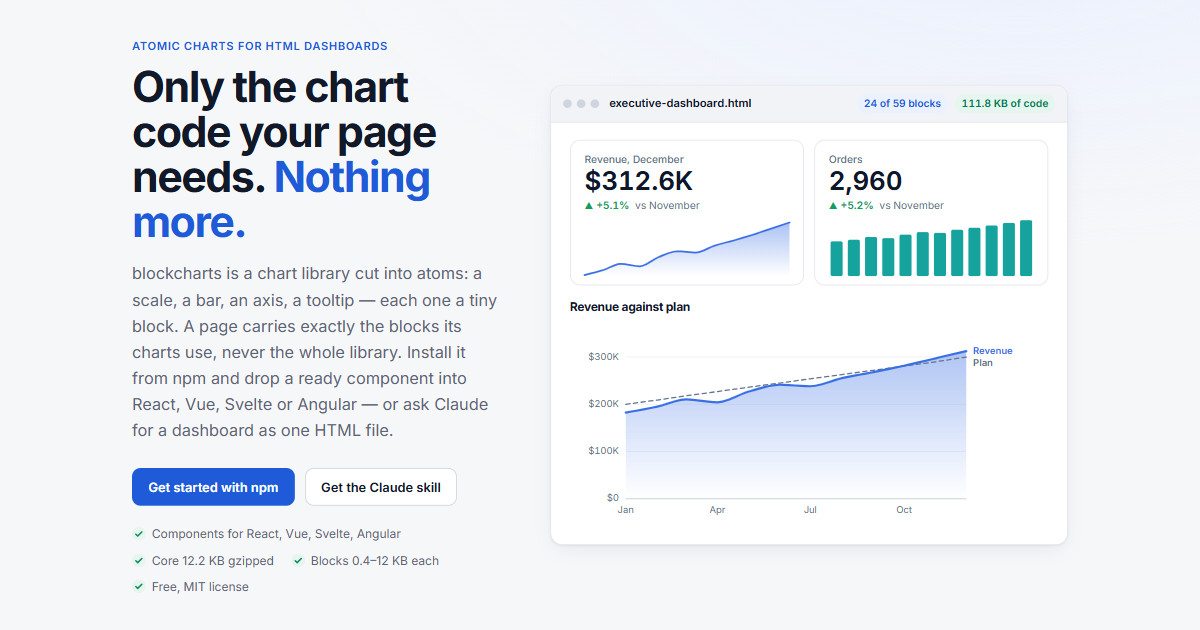 ATOMIC CHARTS FOR HTML DASHBOARDS
Only the chart
code your page
needs. Nothing
more.
blockcharts is a chart library cut into atoms: a
scale, a bar, an axis, a tooltip — each one a tiny
block. A page carries exactly the blocks its
charts use, never the whole library. Install it
from npm and drop a ready component into
React, Vue, Svelte or Angular — or ask Claude
for a dashboard as one HTML file.
Get started with npm
Get the Claude skill
Components for React, Vue, Svelte, Angular
Core 12.2 KB gzipped
Blocks 0.4–12 KB each
Free, MIT license
executive-dashboard.html
24 of 59 blocks
111.8 KB of code
Revenue, December
$312.6K
▲ +5.1% vs November
Orders
2,960
▲ +5.2% vs November
Revenue against plan
$300K
$200K
$100K
$0
Jan
Apr
Jul
Oct
Revenue
Plan